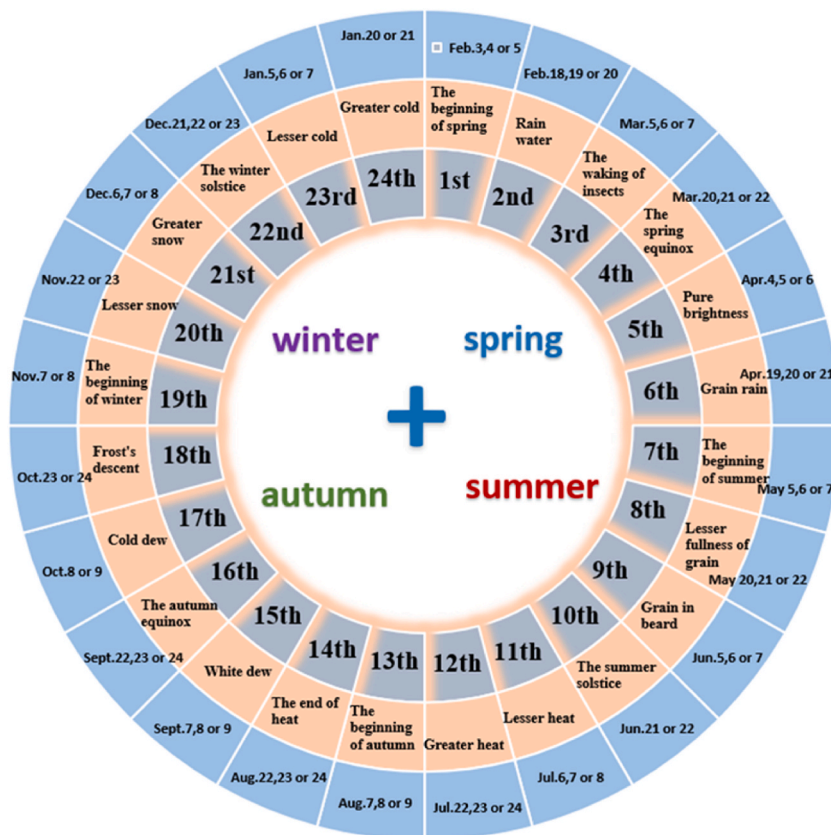 Feb.3,4 or 5
The
beginning
of spring
1st
Feb.18,19 or 20
Rain
water
2nd
Mar.5,6 or 7
The
waking of
insects
3rd
Mar.20,21 or 22
The
spring
equinox
4th
Apr.4,5 or 6
Pure
brightness
5th
Apr.19,20 or 21
Grain rain
6th
The
beginning
of summer
May 5,6 or 7
7th
Lesser
fullness of
grain
May 20,21 or 22
8th
Grain in
beard
Jun.5,6 or 7
9th
The summer
solstice
Jun.21 or 22
10th
Lesser heat
Jul.6,7 or 8
11th
Greater heat
Jul.22,23 or 24
12th
The
beginning
of autumn
Aug.7,8 or 9
13th
The end of
heat
Aug.22,23 or 24
14th
White dew
Sept.7,8 or 9
15th
The autumn
equinox
Sept.22,23 or 24
16th
Cold dew
Oct.8 or 9
17th
Frost's
descent
Oct.23 or 24
18th
The
beginning
of winter
Nov.7 or 8
19th
Lesser snow
Nov.22 or 23
20th
Greater
snow
Dec.6,7 or 8
21st
The winter
solstice
Dec.21,22 or 23
22nd
Lesser cold
Jan.5,6 or 7
23rd
Greater cold
Jan.20 or 21
24th
winter
spring
autumn
summer